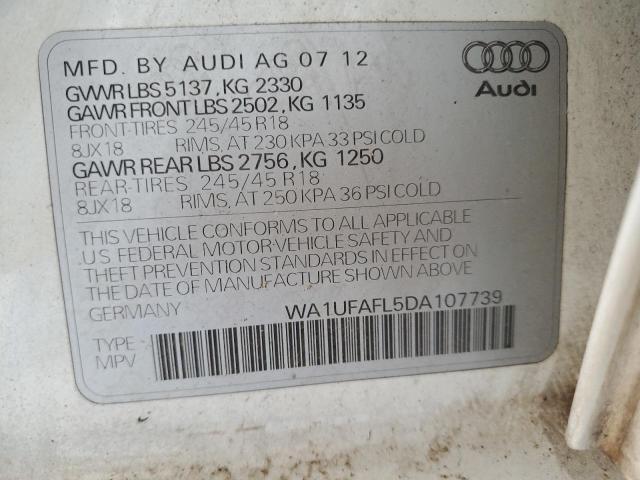 MFD. BY AUDI AG 07 12
GVWR LBS 5137, KG 2330
GAWR FRONT LBS 2502, KG 1135
FRONT-TIRES 245/45 R18
8JX18 RIMS, AT 230 KPA 33 PSI COLD
GAWR REAR LBS 2756, KG 1250
REAR-TIRES 245/45 R 18
8JX18 RIMS, AT 250 KPA 36 PSI COLD
Audi
THIS VEHICLE CONFORMS TO ALL APPLICABLE
US FEDERAL MOTOR-VEHICLE SAFETY AND
THEFT PREVENTION STANDARDS IN EFFECT ON
THE DATE OF MANUFACTURE SHOWN ABOVE
GERMANY WA1UFAFL5DA107739
TYPE
MPV